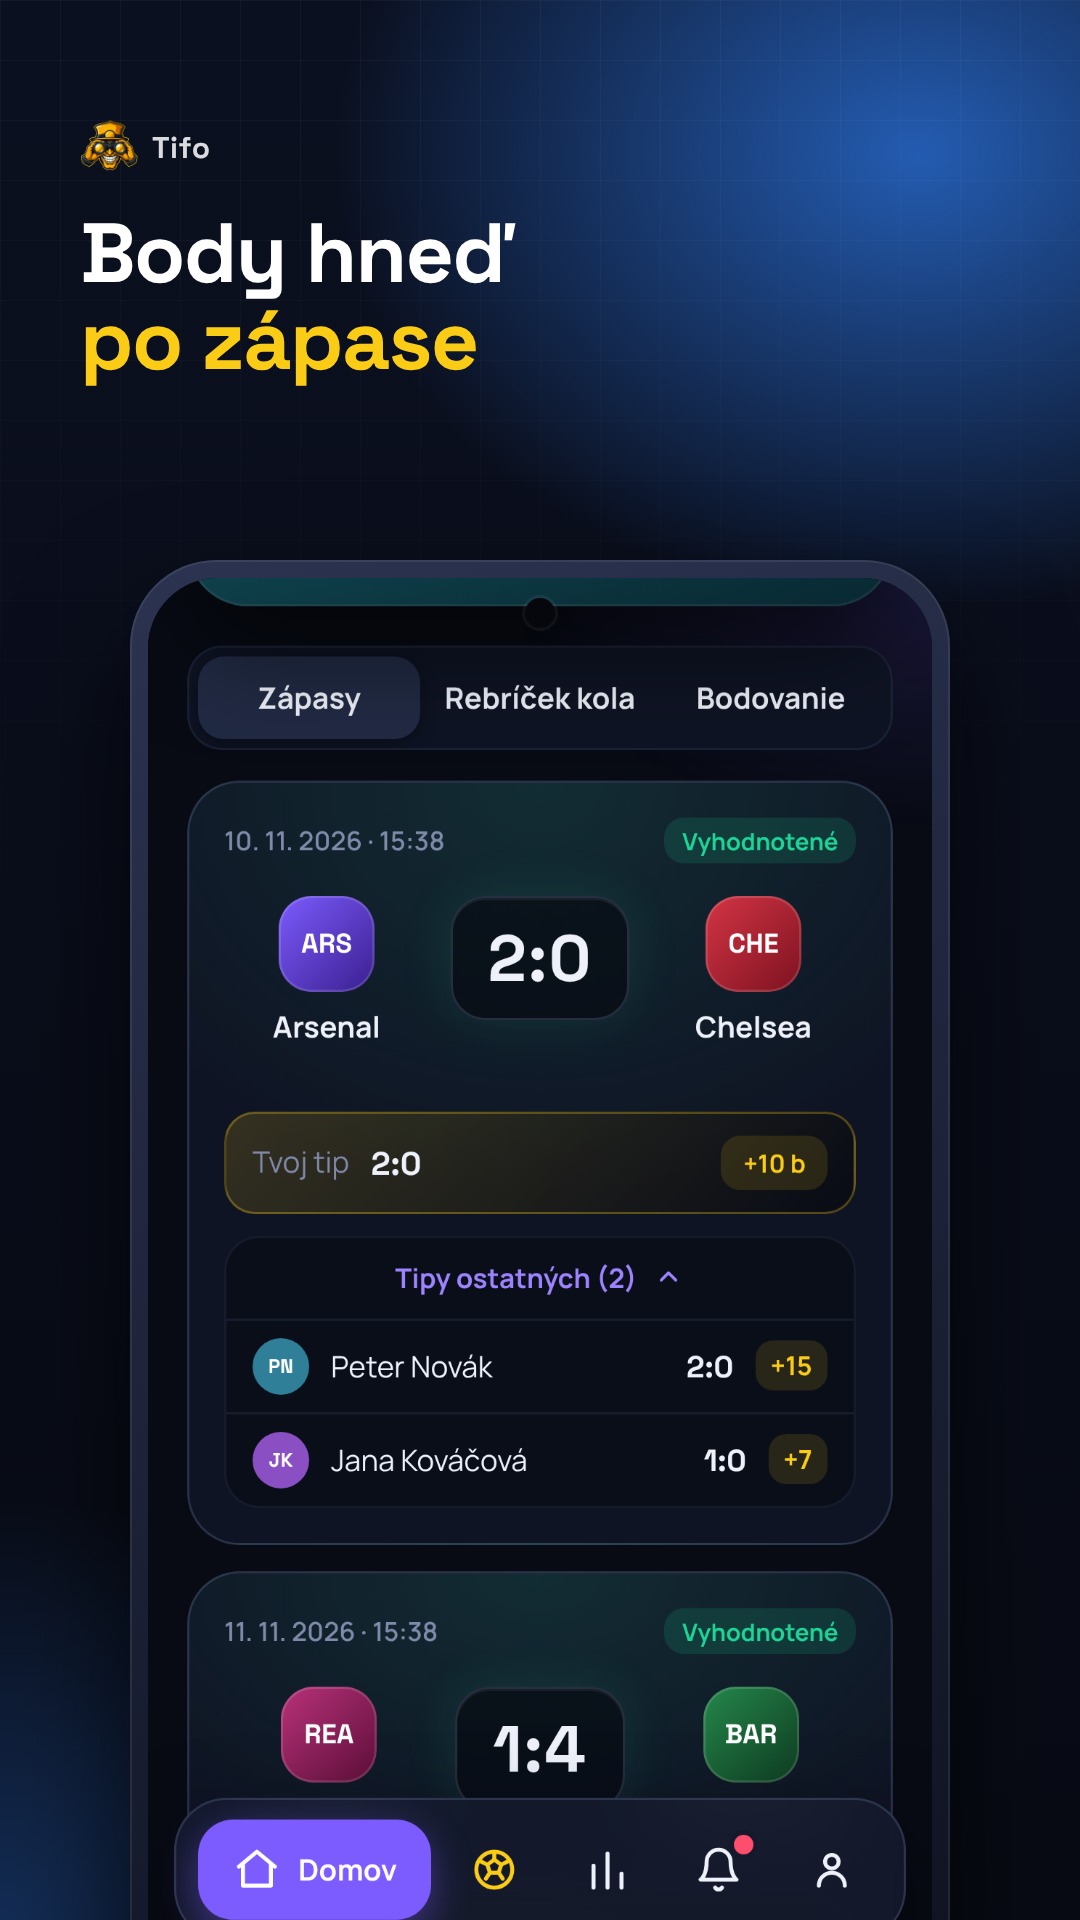 Tifo
Body hneď
po zápase
Zápasy Rebríček kola Bodovanie
10. 11. 2026 · 15:38 Vyhodnotené
ARS 2:0 CHE
Arsenal Chelsea
Tvoj tip 2:0 +10 b
Tipy ostatných (2)
PN Peter Novák 2:0 +15
JK Jana Kováčová 1:0 +7
11. 11. 2026 · 15:38 Vyhodnotené
REA 1:4 BAR
Domov